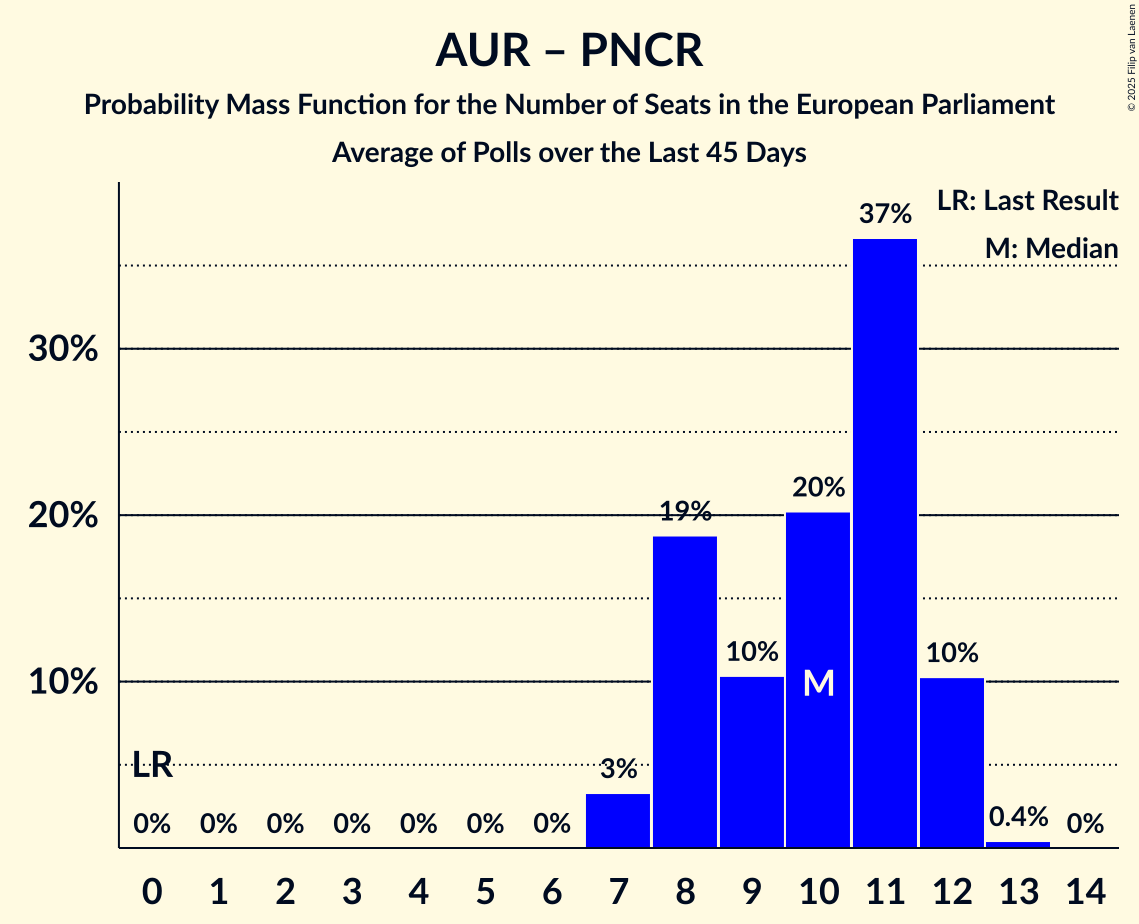 AUR – PNCR
Probability Mass Function for the Number of Seats in the European Parliament
Average of Polls over the Last 45 Days
© 2025 Filip van Laenen
LR: Last Result
M: Median
37%
30%
20%
19%
20%
10%
10%
10%
M
LR
3%
0% 0% 0% 0% 0% 0% 0% 0.4% 0%
0 1 2 3 4 5 6 7 8 9 10 11 12 13 14